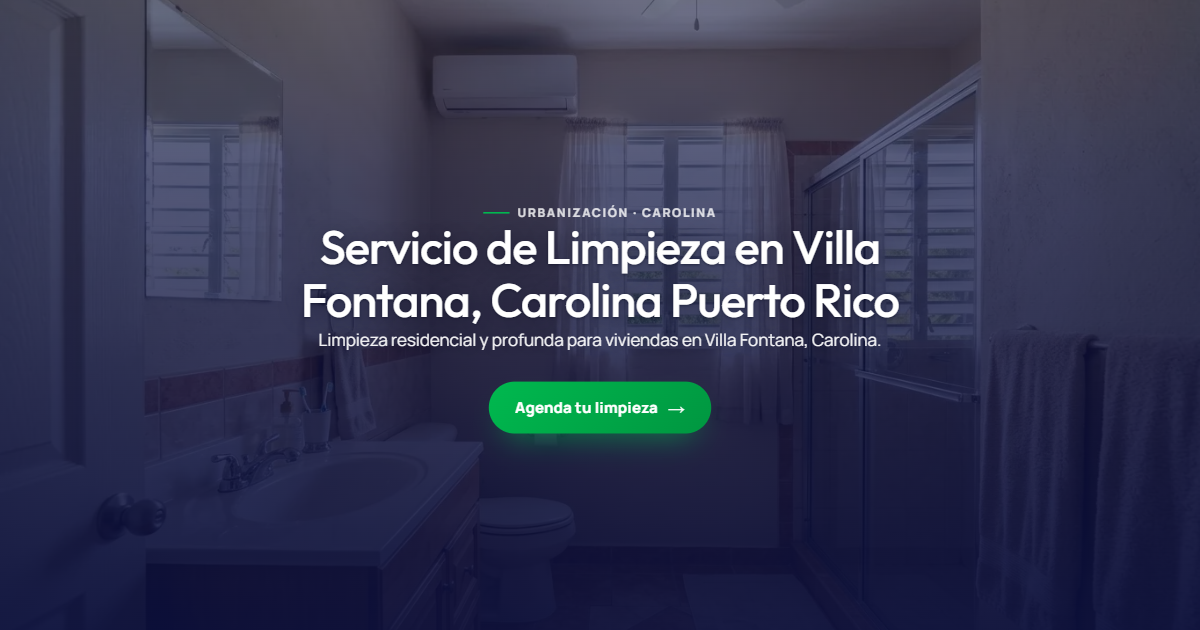 URBANIZACIÓN · CAROLINA
Servicio de Limpieza en Villa
Fontana, Carolina Puerto Rico
Limpieza residencial y profunda para viviendas en Villa Fontana, Carolina.
Agenda tu limpieza →